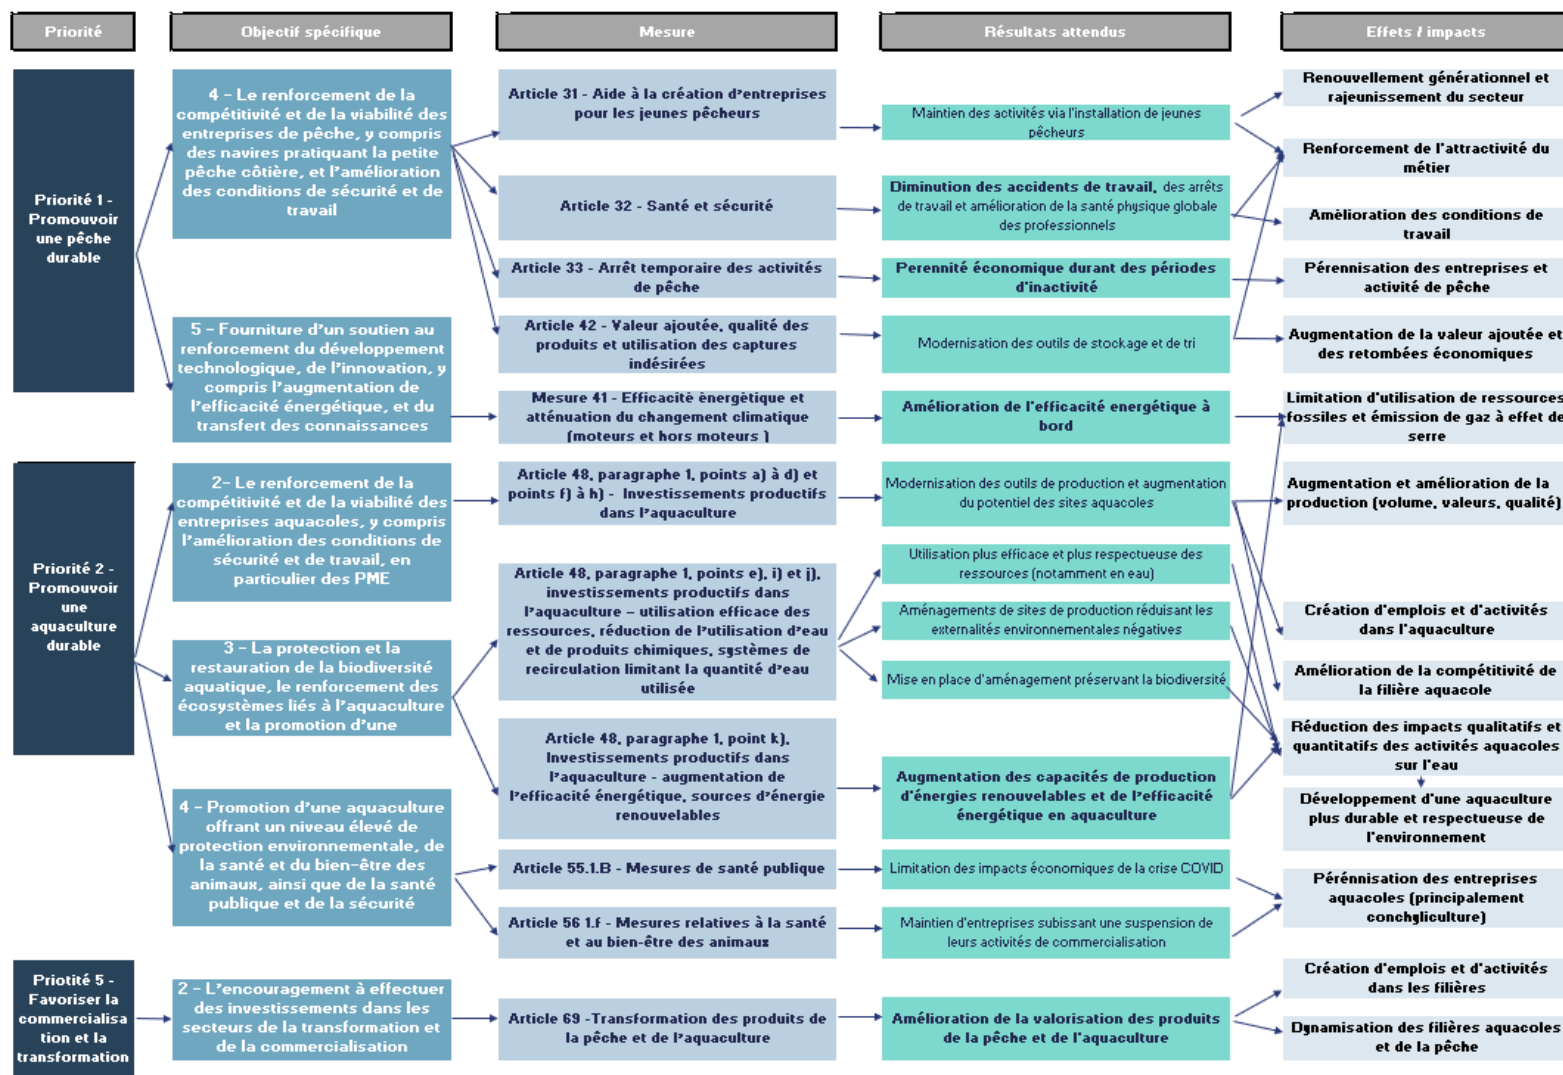 Priorité
Objectif spécifique
Mesure
Résultats attendus
Effets / impacts
Priorité 1 -
Promouvoir
une pêche
durable
4 – Le renforcement de la
compétitivité et de la viabilité des
entreprises de pêche, y compris
des navires pratiquant la petite
pêche côtière, et l'amélioration
des conditions de sécurité et de
travail
5 – Fourniture d'un soutien au
renforcement du développement
technologique, de l'innovation, y
compris l'augmentation de
l'efficacité énergétique, et du
transfert des connaissances
Article 31 - Aide à la création d'entreprises
pour les jeunes pêcheurs
Article 32 - Santé et sécurité
Article 33 - Arrêt temporaire des activités
de pêche
Article 42 - Valeur ajoutée, qualité des
produits et utilisation des captures
indésirées
Mesure 41 - Efficacité énergétique et
atténuation du changement climatique
(moteurs et hors moteurs )
Maintien des activités via l'installation de jeunes
pêcheurs
Diminution des accidents de travail, des arrêts
de travail et amélioration de la santé physique globale
des professionnels
Perennité économique durant des périodes
d'inactivité
Modernisation des outils de stockage et de tri
Amélioration de l'efficacité energétique à
bord
Renouvellement générationnel et
rajeunissement du secteur
Renforcement de l'attractivité du
métier
Amélioration des conditions de
travail
Pérennisation des entreprises et
activité de pêche
Augmentation de la valeur ajoutée et
des retombées économiques
Limitation d'utilisation de ressources
fossiles et émission de gaz à effet de
serre
Priorité 2 -
Promouvoir
une
aquaculture
durable
2– Le renforcement de la
compétitivité et de la viabilité des
entreprises aquacoles, y compris
l'amélioration des conditions de
sécurité et de travail, en
particulier des PME
3 – La protection et la
restauration de la biodiversité
aquatique, le renforcement des
écosystèmes liés à l'aquaculture
et la promotion d'une
4 – Promotion d'une aquaculture
offrant un niveau élevé de
protection environnementale, de
la santé et du bien-être des
animaux, ainsi que de la santé
publique et de la sécurité
Article 48, paragraphe 1, points a) à d) et
points f) à h) - Investissements productifs
dans l'aquaculture
Article 48, paragraphe 1, points e), i) et j),
investissements productifs dans
l'aquaculture – utilisation efficace des
ressources, réduction de l'utilisation d'eau
et de produits chimiques, systèmes de
recirculation limitant la quantité d'eau
utilisée
Article 48, paragraphe 1, point k),
Investissements productifs dans
l'aquaculture - augmentation de
l'efficacité énergétique, sources d'énergie
renouvelables
Article 55.1.B - Mesures de santé publique
Article 56 1.f - Mesures relatives à la santé
et au bien-être des animaux
Modernisation des outils de production et augmentation
du potentiel des sites aquacoles
Utilisation plus efficace et plus respectueuse des
ressources (notamment en eau)
Aménagements de sites de production réduisant les
externalités environnementales négatives
Mise en place d'aménagement préservant la biodiversité
Augmentation des capacités de production
d'énergies renouvelables et de l'efficacité
énergétique en aquaculture
Limitation des impacts économiques de la crise COVID
Maintien d'entreprises subissant une suspension de
leurs activités de commercialisation
Augmentation et amélioration de la
production (volume, valeurs, qualité)
Création d'emplois et d'activités
dans l'aquaculture
Amélioration de la compétitivité de
la filière aquacole
Réduction des impacts qualitatifs et
quantitatifs des activités aquacoles
sur l'eau
Développement d'une aquaculture
plus durable et respectueuse de
l'environnement
Pérénnisation des entreprises
aquacoles (principalement
conchyliculture)
Priotité 5 -
Favoriser la
commercialisa
tion et la
transformation
2 – L'encouragement à effectuer
des investissements dans les
secteurs de la transformation et
de la commercialisation
Article 69 -Transformation des produits de
la pêche et de l'aquaculture
Amélioration de la valorisation des produits
de la pêche et de l'aquaculture
Création d'emplois et d'activités
dans les filières
Dynamisation des filières aquacoles
et de la pêche